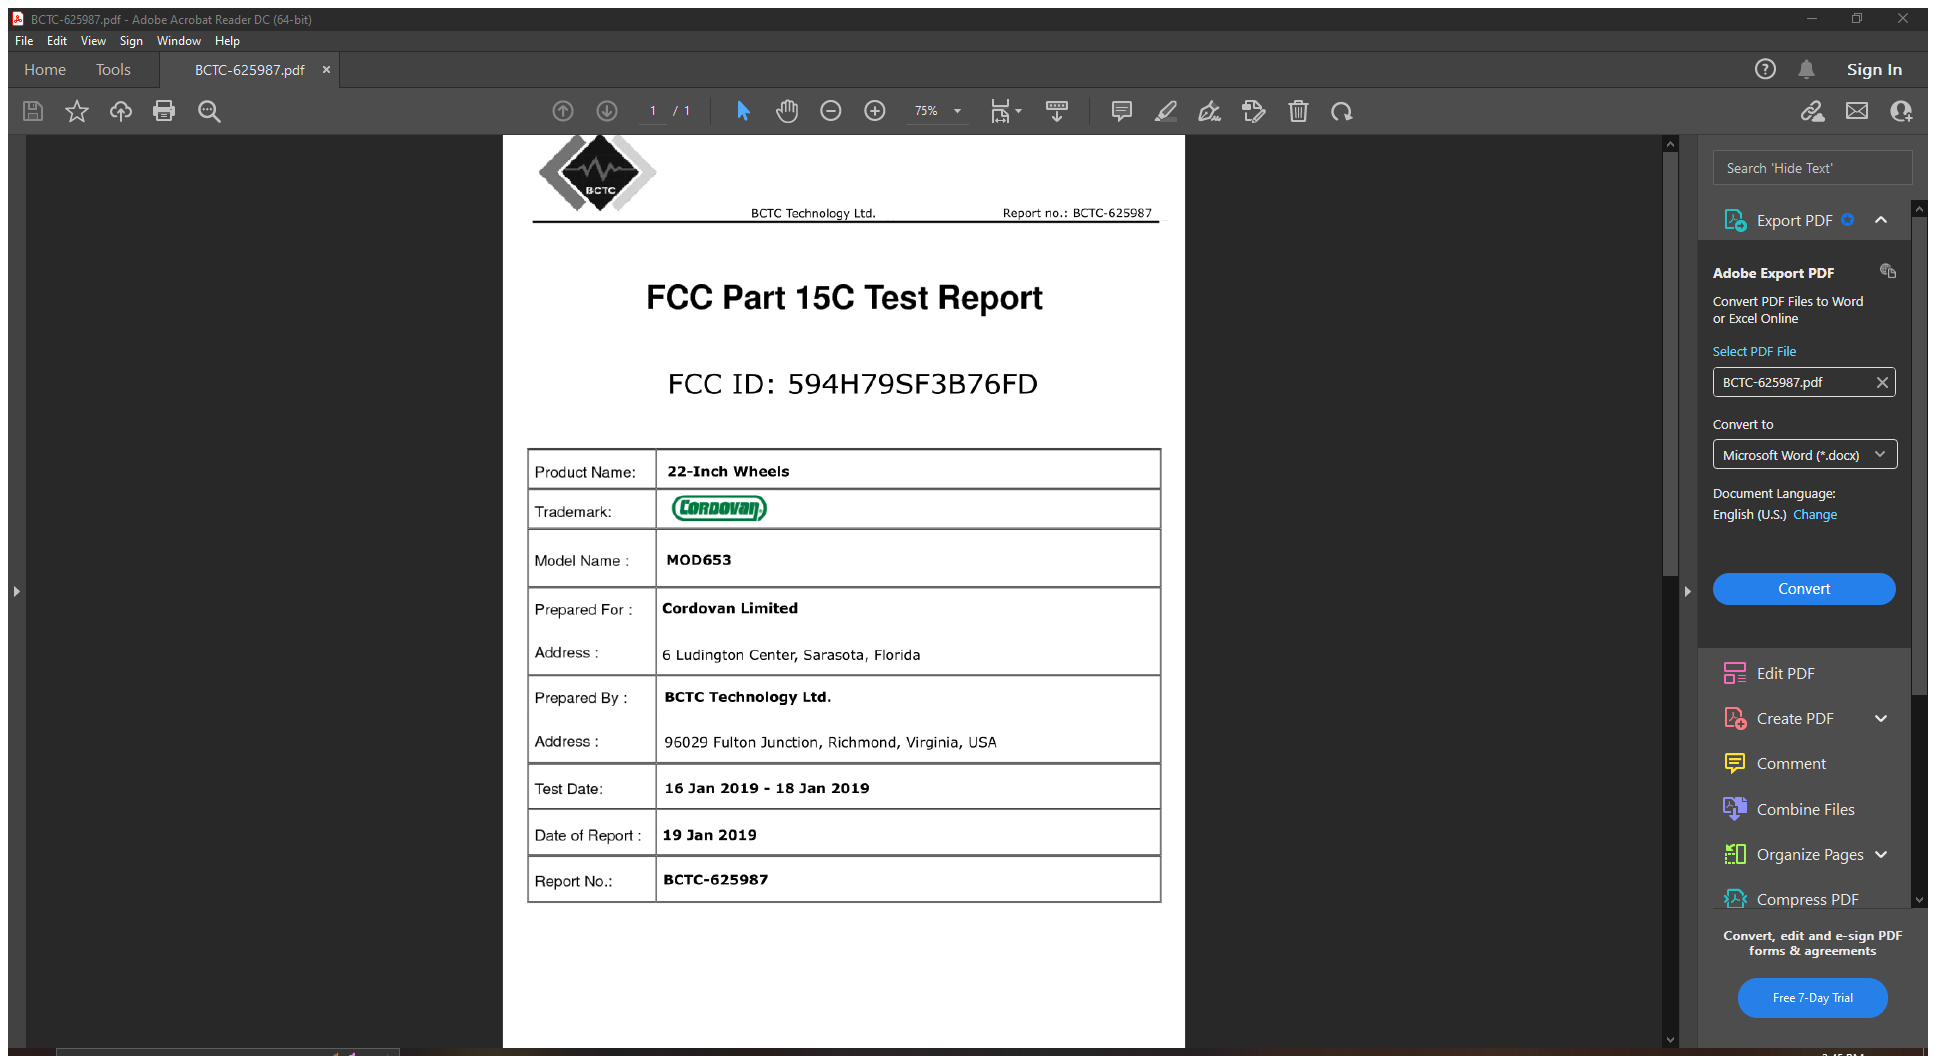 BCTC-625987.pdf - Adobe Acrobat Reader DC (64-bit)
File Edit View Sign Window Help
Home Tools BCTC-625987.pdf × Sign In
1 / 1 75%
BCTC
BCTC Technology Ltd. Report no.: BCTC-625987
FCC Part 15C Test Report
FCC ID: 594H79SF3B76FD
Product Name: 22-Inch Wheels
Trademark: CORDOVAN
Model Name : MOD653
Prepared For : Cordovan Limited
Address : 6 Ludington Center, Sarasota, Florida
Prepared By : BCTC Technology Ltd.
Address : 96029 Fulton Junction, Richmond, Virginia, USA
Test Date: 16 Jan 2019 - 18 Jan 2019
Date of Report : 19 Jan 2019
Report No.: BCTC-625987
Search 'Hide Text'
Export PDF
Adobe Export PDF
Convert PDF Files to Word
or Excel Online
Select PDF File
BCTC-625987.pdf
Convert to
Microsoft Word (*.docx)
Document Language:
English (U.S.) Change
Convert
Edit PDF
Create PDF
Comment
Combine Files
Organize Pages
Compress PDF
Convert, edit and e-sign PDF
forms & agreements
Free 7-Day Trial